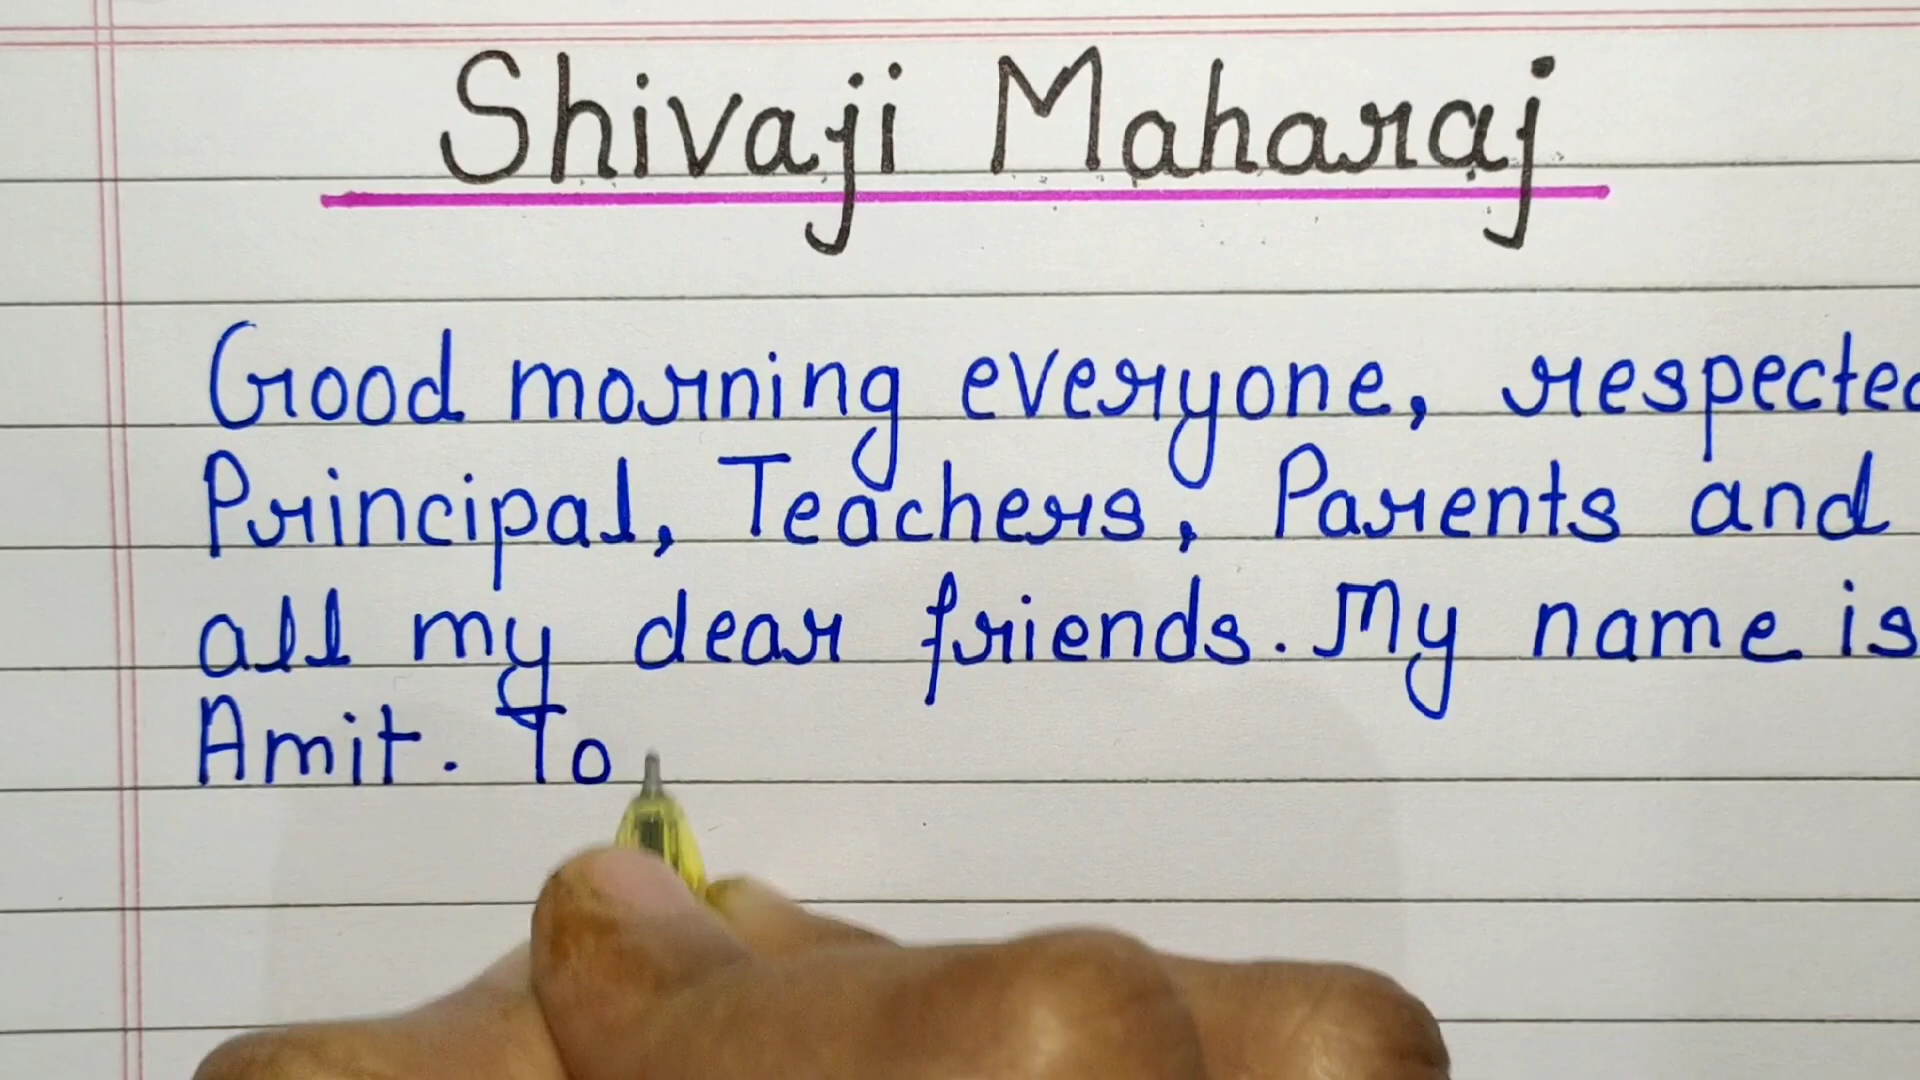 Shivaji Maharaj
Good morning everyone, respected
Principal, Teachers, Parents and
all my dear friends. My name is
Amit. To